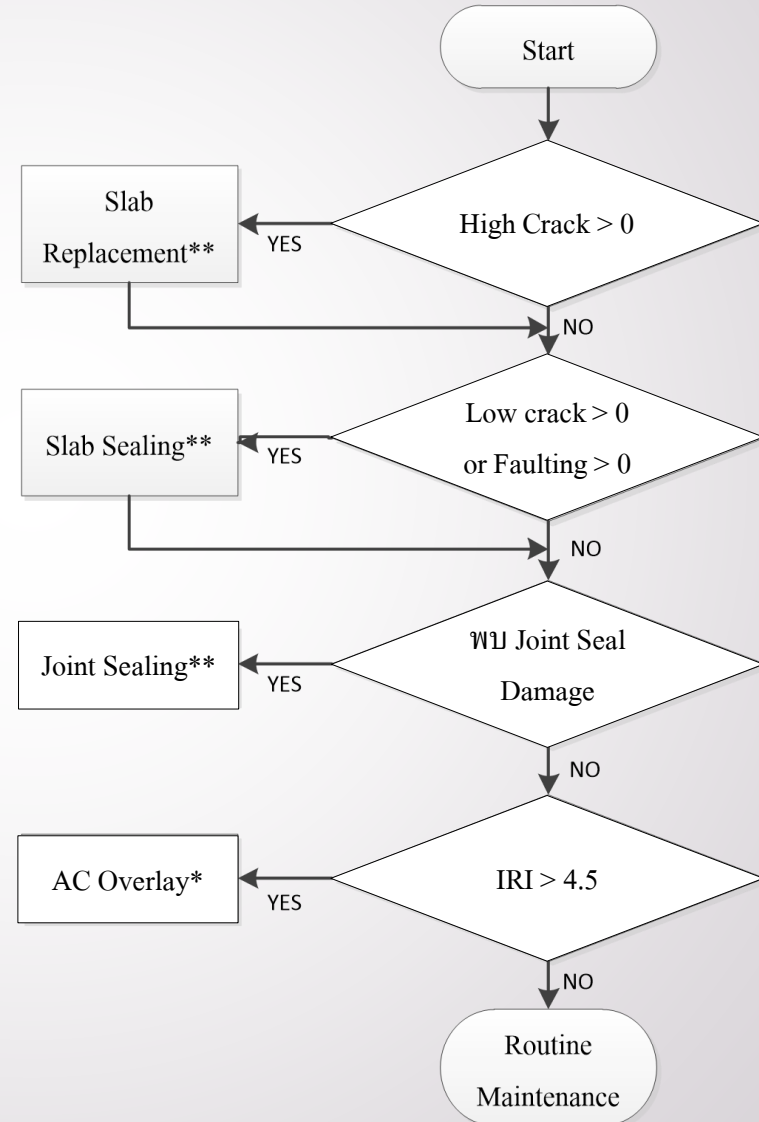 Start
High Crack > 0
YES
Slab
Replacement**
NO
Low crack > 0
or Faulting > 0
YES
Slab Sealing**
NO
พบ Joint Seal
Damage
YES
Joint Sealing**
NO
IRI > 4.5
YES
AC Overlay*
NO
Routine
Maintenance